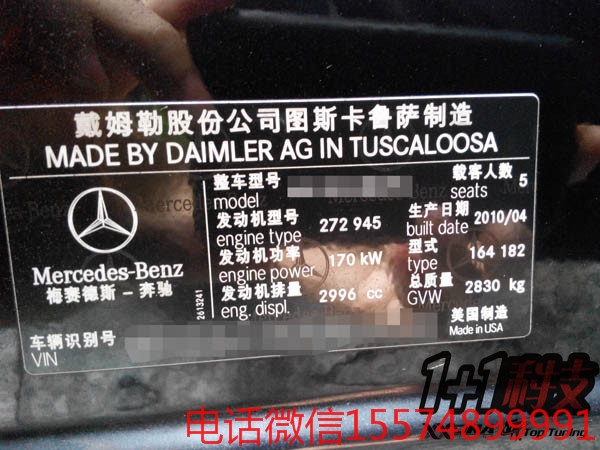 戴姆勒股份公司图斯卡鲁萨制造
MADE BY DAIMLER AG IN TUSCALOOSA
整车型号
model
载客人数 5
seats
发动机型号 272 945
engine type
生产日期 2010/04
built date
发动机功率 170 kW
engine power
型式 164 182
type
发动机排量 2996 cc
eng. displ.
总质量 2830 kg
GVW
Mercedes-Benz
梅赛德斯 - 奔驰
2613241
美国制造
Made in USA
车辆识别号
VIN
1+1科技
Top Tuning
电话微信15574899991